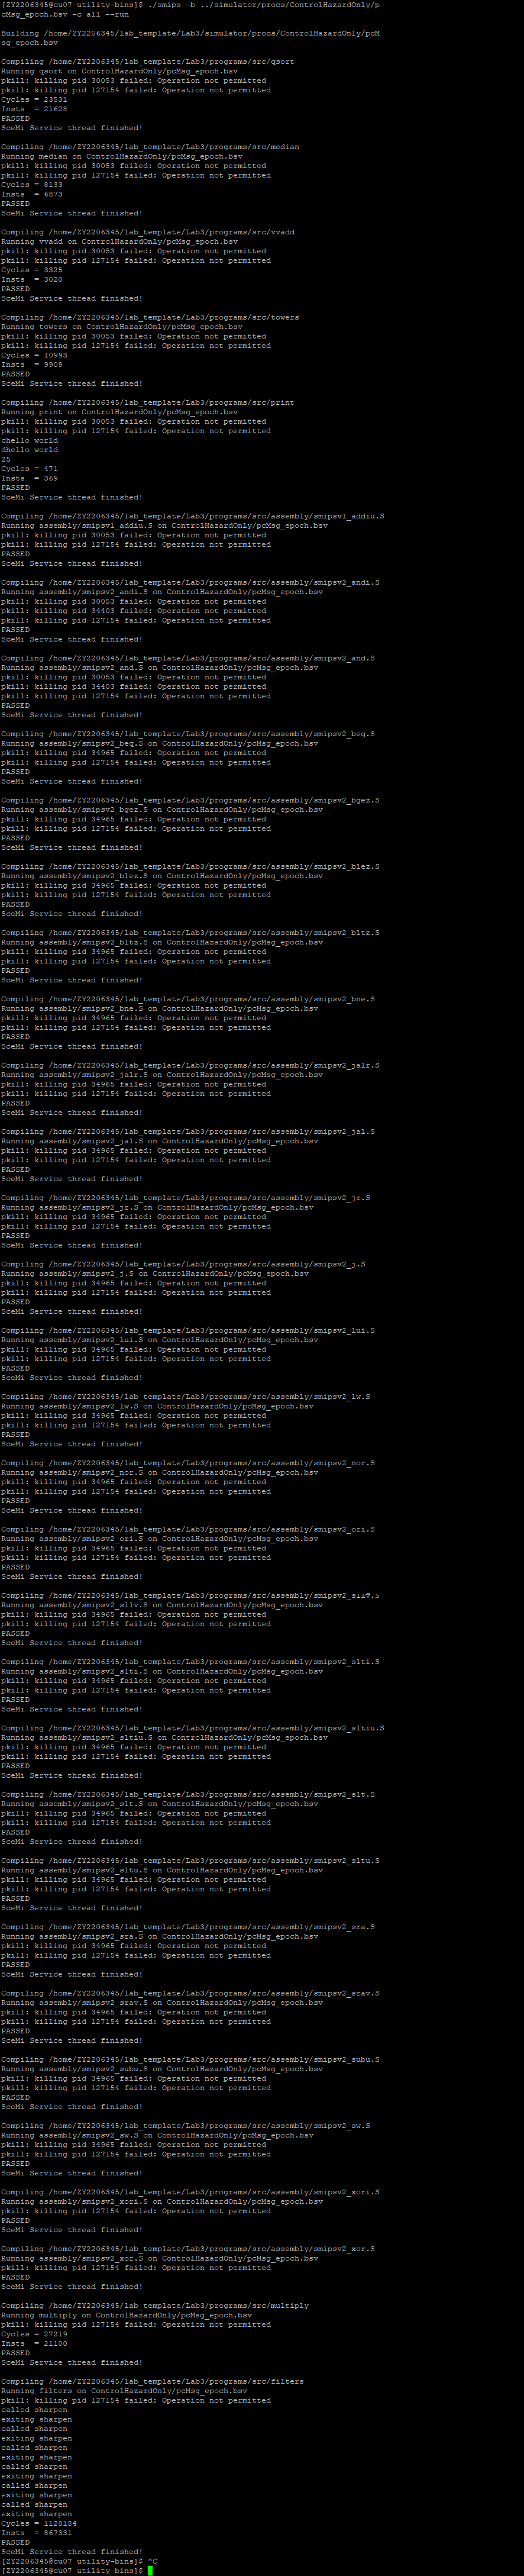 [ZY2206345@cu07 utility-bins]$ ./smips -b ../simulator/procs/ControlHazardOnly/p
cMsg_epoch.bsv -c all --run
Building /home/ZY2206345/lab_template/Lab3/simulator/procs/ControlHazardOnly/pcM
sg_epoch.bsv
Compiling /home/ZY2206345/lab_template/Lab3/programs/src/qsort
Running qsort on ControlHazardOnly/pcMsg_epoch.bsv
pkill: killing pid 30053 failed: Operation not permitted
pkill: killing pid 127154 failed: Operation not permitted
Cycles = 23531
Insts  = 21628
PASSED
SceMi Service thread finished!
Compiling /home/ZY2206345/lab_template/Lab3/programs/src/median
Running median on ControlHazardOnly/pcMsg_epoch.bsv
pkill: killing pid 30053 failed: Operation not permitted
pkill: killing pid 127154 failed: Operation not permitted
Cycles = 8133
Insts  = 6873
PASSED
SceMi Service thread finished!
Compiling /home/ZY2206345/lab_template/Lab3/programs/src/vvadd
Running vvadd on ControlHazardOnly/pcMsg_epoch.bsv
pkill: killing pid 30053 failed: Operation not permitted
pkill: killing pid 127154 failed: Operation not permitted
Cycles = 3325
Insts  = 3020
PASSED
SceMi Service thread finished!
Compiling /home/ZY2206345/lab_template/Lab3/programs/src/towers
Running towers on ControlHazardOnly/pcMsg_epoch.bsv
pkill: killing pid 30053 failed: Operation not permitted
pkill: killing pid 127154 failed: Operation not permitted
Cycles = 10993
Insts  = 9909
PASSED
SceMi Service thread finished!
Compiling /home/ZY2206345/lab_template/Lab3/programs/src/print
Running print on ControlHazardOnly/pcMsg_epoch.bsv
pkill: killing pid 30053 failed: Operation not permitted
pkill: killing pid 127154 failed: Operation not permitted
chello world
dhello world
25
Cycles = 471
Insts  = 369
PASSED
SceMi Service thread finished!
Compiling /home/ZY2206345/lab_template/Lab3/programs/src/assembly/smipsv1_addiu.S
Running assembly/smipsv1_addiu.S on ControlHazardOnly/pcMsg_epoch.bsv
pkill: killing pid 30053 failed: Operation not permitted
pkill: killing pid 127154 failed: Operation not permitted
PASSED
SceMi Service thread finished!
Compiling /home/ZY2206345/lab_template/Lab3/programs/src/assembly/smipsv2_andi.S
Running assembly/smipsv2_andi.S on ControlHazardOnly/pcMsg_epoch.bsv
pkill: killing pid 30053 failed: Operation not permitted
pkill: killing pid 34403 failed: Operation not permitted
pkill: killing pid 127154 failed: Operation not permitted
PASSED
SceMi Service thread finished!
Compiling /home/ZY2206345/lab_template/Lab3/programs/src/assembly/smipsv2_and.S
Running assembly/smipsv2_and.S on ControlHazardOnly/pcMsg_epoch.bsv
pkill: killing pid 30053 failed: Operation not permitted
pkill: killing pid 34403 failed: Operation not permitted
pkill: killing pid 127154 failed: Operation not permitted
PASSED
SceMi Service thread finished!
Compiling /home/ZY2206345/lab_template/Lab3/programs/src/assembly/smipsv2_beq.S
Running assembly/smipsv2_beq.S on ControlHazardOnly/pcMsg_epoch.bsv
pkill: killing pid 34965 failed: Operation not permitted
pkill: killing pid 127154 failed: Operation not permitted
PASSED
SceMi Service thread finished!
Compiling /home/ZY2206345/lab_template/Lab3/programs/src/assembly/smipsv2_bgez.S
Running assembly/smipsv2_bgez.S on ControlHazardOnly/pcMsg_epoch.bsv
pkill: killing pid 34965 failed: Operation not permitted
pkill: killing pid 127154 failed: Operation not permitted
PASSED
SceMi Service thread finished!
Compiling /home/ZY2206345/lab_template/Lab3/programs/src/assembly/smipsv2_blez.S
Running assembly/smipsv2_blez.S on ControlHazardOnly/pcMsg_epoch.bsv
pkill: killing pid 34965 failed: Operation not permitted
pkill: killing pid 127154 failed: Operation not permitted
PASSED
SceMi Service thread finished!
Compiling /home/ZY2206345/lab_template/Lab3/programs/src/assembly/smipsv2_bltz.S
Running assembly/smipsv2_bltz.S on ControlHazardOnly/pcMsg_epoch.bsv
pkill: killing pid 34965 failed: Operation not permitted
pkill: killing pid 127154 failed: Operation not permitted
PASSED
SceMi Service thread finished!
Compiling /home/ZY2206345/lab_template/Lab3/programs/src/assembly/smipsv2_bne.S
Running assembly/smipsv2_bne.S on ControlHazardOnly/pcMsg_epoch.bsv
pkill: killing pid 34965 failed: Operation not permitted
pkill: killing pid 127154 failed: Operation not permitted
PASSED
SceMi Service thread finished!
Compiling /home/ZY2206345/lab_template/Lab3/programs/src/assembly/smipsv2_jalr.S
Running assembly/smipsv2_jalr.S on ControlHazardOnly/pcMsg_epoch.bsv
pkill: killing pid 34965 failed: Operation not permitted
pkill: killing pid 127154 failed: Operation not permitted
PASSED
SceMi Service thread finished!
Compiling /home/ZY2206345/lab_template/Lab3/programs/src/assembly/smipsv2_jal.S
Running assembly/smipsv2_jal.S on ControlHazardOnly/pcMsg_epoch.bsv
pkill: killing pid 34965 failed: Operation not permitted
pkill: killing pid 127154 failed: Operation not permitted
PASSED
SceMi Service thread finished!
Compiling /home/ZY2206345/lab_template/Lab3/programs/src/assembly/smipsv2_jr.S
Running assembly/smipsv2_jr.S on ControlHazardOnly/pcMsg_epoch.bsv
pkill: killing pid 34965 failed: Operation not permitted
pkill: killing pid 127154 failed: Operation not permitted
PASSED
SceMi Service thread finished!
Compiling /home/ZY2206345/lab_template/Lab3/programs/src/assembly/smipsv2_j.S
Running assembly/smipsv2_j.S on ControlHazardOnly/pcMsg_epoch.bsv
pkill: killing pid 34965 failed: Operation not permitted
pkill: killing pid 127154 failed: Operation not permitted
PASSED
SceMi Service thread finished!
Compiling /home/ZY2206345/lab_template/Lab3/programs/src/assembly/smipsv2_lui.S
Running assembly/smipsv2_lui.S on ControlHazardOnly/pcMsg_epoch.bsv
pkill: killing pid 34965 failed: Operation not permitted
pkill: killing pid 127154 failed: Operation not permitted
PASSED
SceMi Service thread finished!
Compiling /home/ZY2206345/lab_template/Lab3/programs/src/assembly/smipsv2_lw.S
Running assembly/smipsv2_lw.S on ControlHazardOnly/pcMsg_epoch.bsv
pkill: killing pid 34965 failed: Operation not permitted
pkill: killing pid 127154 failed: Operation not permitted
PASSED
SceMi Service thread finished!
Compiling /home/ZY2206345/lab_template/Lab3/programs/src/assembly/smipsv2_nor.S
Running assembly/smipsv2_nor.S on ControlHazardOnly/pcMsg_epoch.bsv
pkill: killing pid 34965 failed: Operation not permitted
pkill: killing pid 127154 failed: Operation not permitted
PASSED
SceMi Service thread finished!
Compiling /home/ZY2206345/lab_template/Lab3/programs/src/assembly/smipsv2_ori.S
Running assembly/smipsv2_ori.S on ControlHazardOnly/pcMsg_epoch.bsv
pkill: killing pid 34965 failed: Operation not permitted
pkill: killing pid 127154 failed: Operation not permitted
PASSED
SceMi Service thread finished!
Compiling /home/ZY2206345/lab_template/Lab3/programs/src/assembly/smipsv2_sllv.S
Running assembly/smipsv2_sllv.S on ControlHazardOnly/pcMsg_epoch.bsv
pkill: killing pid 34965 failed: Operation not permitted
pkill: killing pid 127154 failed: Operation not permitted
PASSED
SceMi Service thread finished!
Compiling /home/ZY2206345/lab_template/Lab3/programs/src/assembly/smipsv2_slti.S
Running assembly/smipsv2_slti.S on ControlHazardOnly/pcMsg_epoch.bsv
pkill: killing pid 34965 failed: Operation not permitted
pkill: killing pid 127154 failed: Operation not permitted
PASSED
SceMi Service thread finished!
Compiling /home/ZY2206345/lab_template/Lab3/programs/src/assembly/smipsv2_sltiu.S
Running assembly/smipsv2_sltiu.S on ControlHazardOnly/pcMsg_epoch.bsv
pkill: killing pid 34965 failed: Operation not permitted
pkill: killing pid 127154 failed: Operation not permitted
PASSED
SceMi Service thread finished!
Compiling /home/ZY2206345/lab_template/Lab3/programs/src/assembly/smipsv2_slt.S
Running assembly/smipsv2_slt.S on ControlHazardOnly/pcMsg_epoch.bsv
pkill: killing pid 34965 failed: Operation not permitted
pkill: killing pid 127154 failed: Operation not permitted
PASSED
SceMi Service thread finished!
Compiling /home/ZY2206345/lab_template/Lab3/programs/src/assembly/smipsv2_sltu.S
Running assembly/smipsv2_sltu.S on ControlHazardOnly/pcMsg_epoch.bsv
pkill: killing pid 34965 failed: Operation not permitted
pkill: killing pid 127154 failed: Operation not permitted
PASSED
SceMi Service thread finished!
Compiling /home/ZY2206345/lab_template/Lab3/programs/src/assembly/smipsv2_sra.S
Running assembly/smipsv2_sra.S on ControlHazardOnly/pcMsg_epoch.bsv
pkill: killing pid 34965 failed: Operation not permitted
pkill: killing pid 127154 failed: Operation not permitted
PASSED
SceMi Service thread finished!
Compiling /home/ZY2206345/lab_template/Lab3/programs/src/assembly/smipsv2_srav.S
Running assembly/smipsv2_srav.S on ControlHazardOnly/pcMsg_epoch.bsv
pkill: killing pid 34965 failed: Operation not permitted
pkill: killing pid 127154 failed: Operation not permitted
PASSED
SceMi Service thread finished!
Compiling /home/ZY2206345/lab_template/Lab3/programs/src/assembly/smipsv2_subu.S
Running assembly/smipsv2_subu.S on ControlHazardOnly/pcMsg_epoch.bsv
pkill: killing pid 34965 failed: Operation not permitted
pkill: killing pid 127154 failed: Operation not permitted
PASSED
SceMi Service thread finished!
Compiling /home/ZY2206345/lab_template/Lab3/programs/src/assembly/smipsv2_sw.S
Running assembly/smipsv2_sw.S on ControlHazardOnly/pcMsg_epoch.bsv
pkill: killing pid 34965 failed: Operation not permitted
pkill: killing pid 127154 failed: Operation not permitted
PASSED
SceMi Service thread finished!
Compiling /home/ZY2206345/lab_template/Lab3/programs/src/assembly/smipsv2_xori.S
Running assembly/smipsv2_xori.S on ControlHazardOnly/pcMsg_epoch.bsv
pkill: killing pid 127154 failed: Operation not permitted
PASSED
SceMi Service thread finished!
Compiling /home/ZY2206345/lab_template/Lab3/programs/src/assembly/smipsv2_xor.S
Running assembly/smipsv2_xor.S on ControlHazardOnly/pcMsg_epoch.bsv
pkill: killing pid 127154 failed: Operation not permitted
PASSED
SceMi Service thread finished!
Compiling /home/ZY2206345/lab_template/Lab3/programs/src/multiply
Running multiply on ControlHazardOnly/pcMsg_epoch.bsv
pkill: killing pid 127154 failed: Operation not permitted
Cycles = 27219
Insts  = 21100
PASSED
SceMi Service thread finished!
Compiling /home/ZY2206345/lab_template/Lab3/programs/src/filters
Running filters on ControlHazardOnly/pcMsg_epoch.bsv
pkill: killing pid 127154 failed: Operation not permitted
called sharpen
exiting sharpen
called sharpen
exiting sharpen
called sharpen
exiting sharpen
called sharpen
exiting sharpen
called sharpen
exiting sharpen
called sharpen
exiting sharpen
Cycles = 1128184
Insts  = 867331
PASSED
SceMi Service thread finished!
[ZY2206345@cu07 utility-bins]$ ^C
[ZY2206345@cu07 utility-bins]$